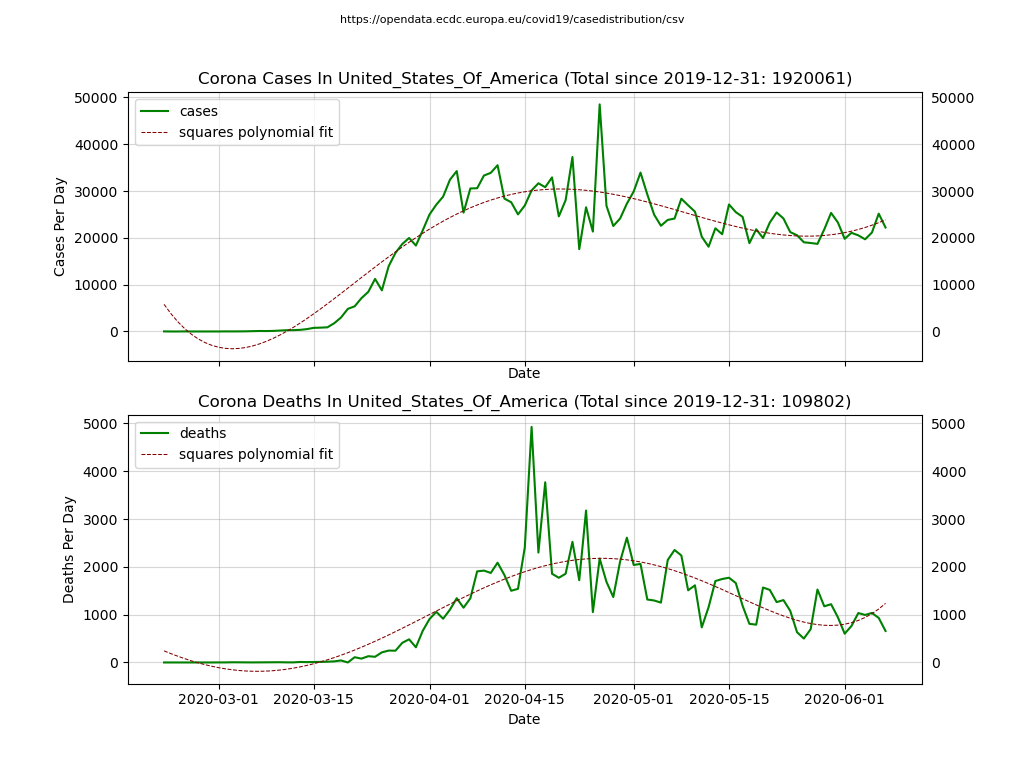 https://opendata.ecdc.europa.eu/covid19/casedistribution/csv
Corona Cases In United_States_Of_America (Total since 2019-12-31: 1920061)
cases
squares polynomial fit
Cases Per Day
50000
40000
30000
20000
10000
0
50000
40000
30000
20000
10000
0
Date
Corona Deaths In United_States_Of_America (Total since 2019-12-31: 109802)
deaths
squares polynomial fit
Deaths Per Day
5000
4000
3000
2000
1000
0
5000
4000
3000
2000
1000
0
2020-03-01 2020-03-15 2020-04-01 2020-04-15 2020-05-01 2020-05-15 2020-06-01
Date